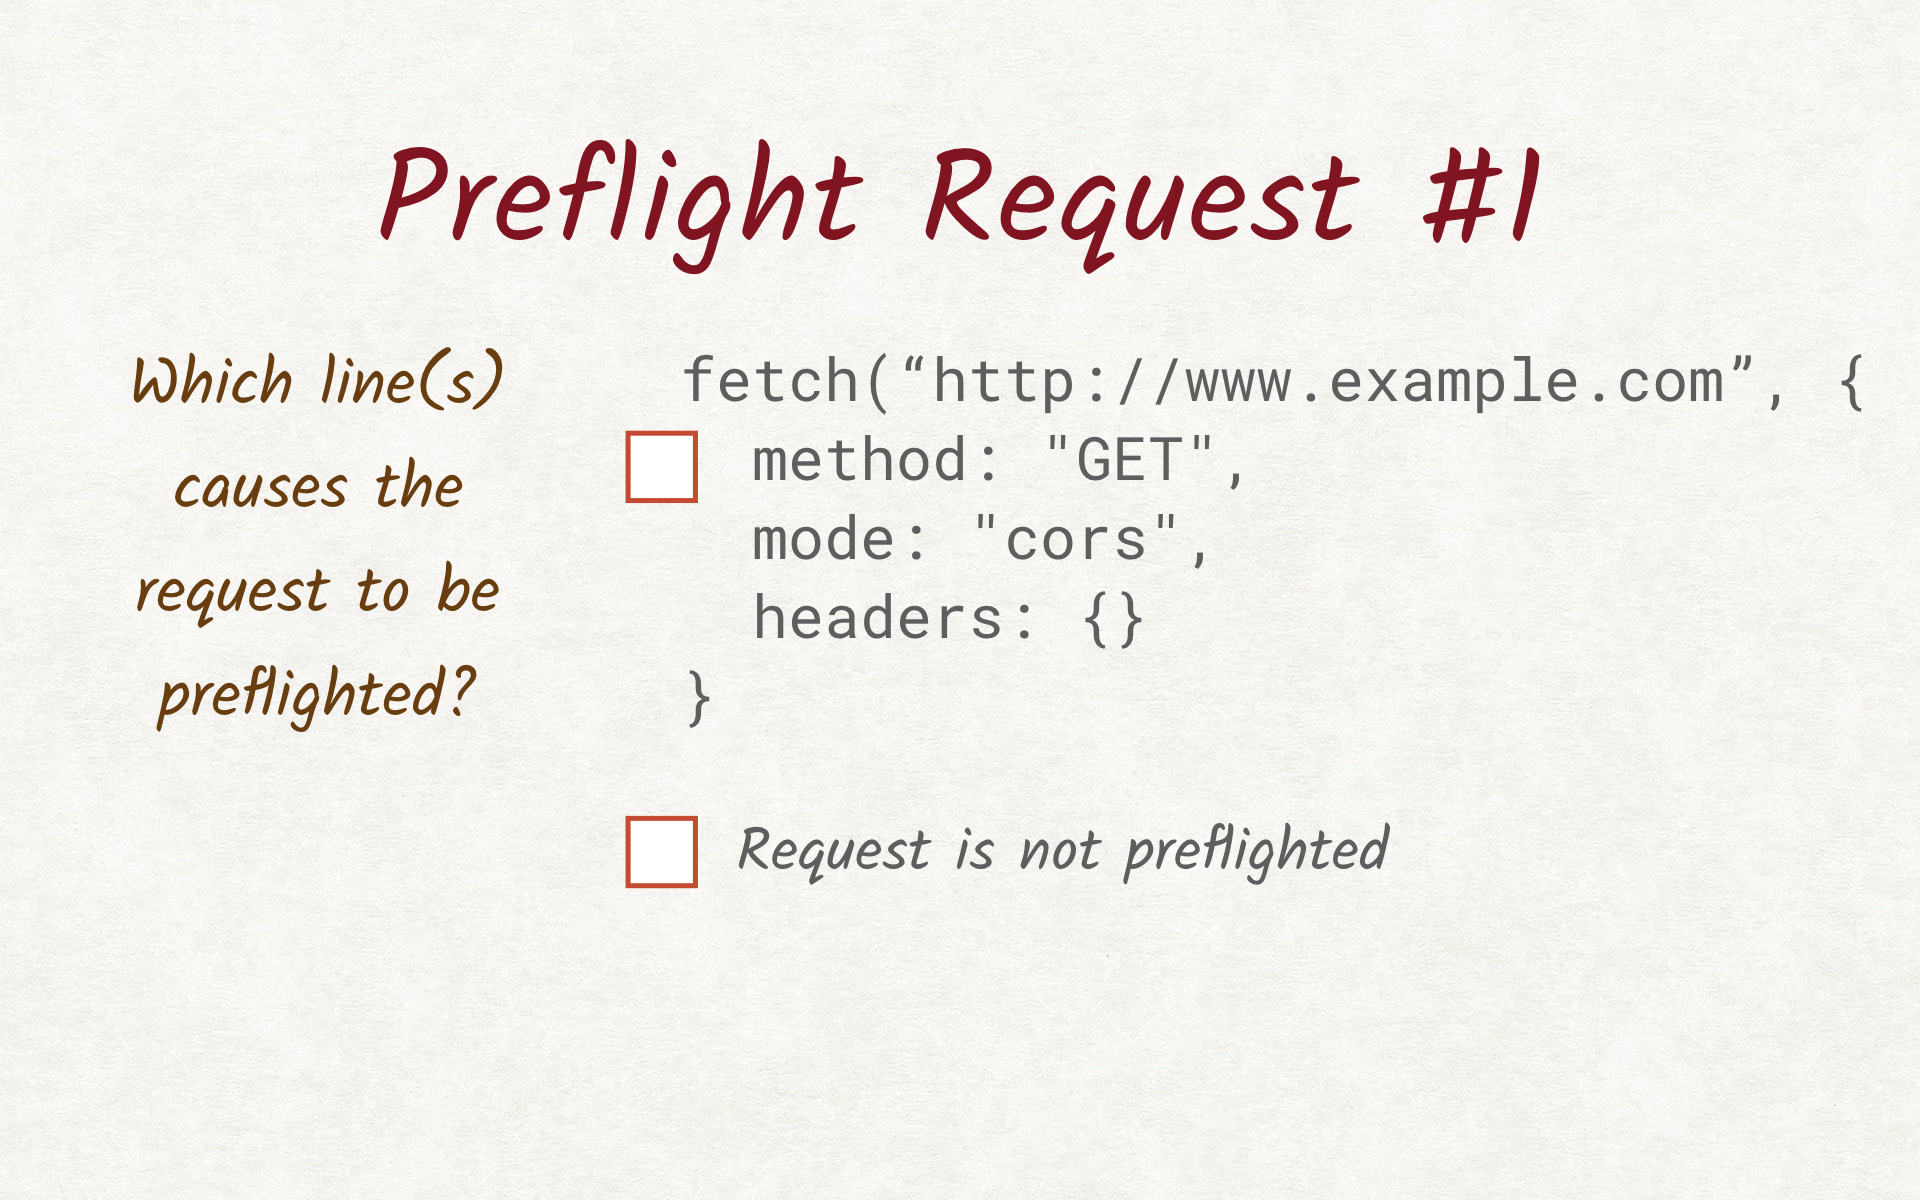 Preflight Request #1
Which line(s)
causes the
request to be
preflighted?
fetch(“http://www.example.com”, {
method: "GET",
mode: "cors",
headers: {}
}
Request is not preflighted